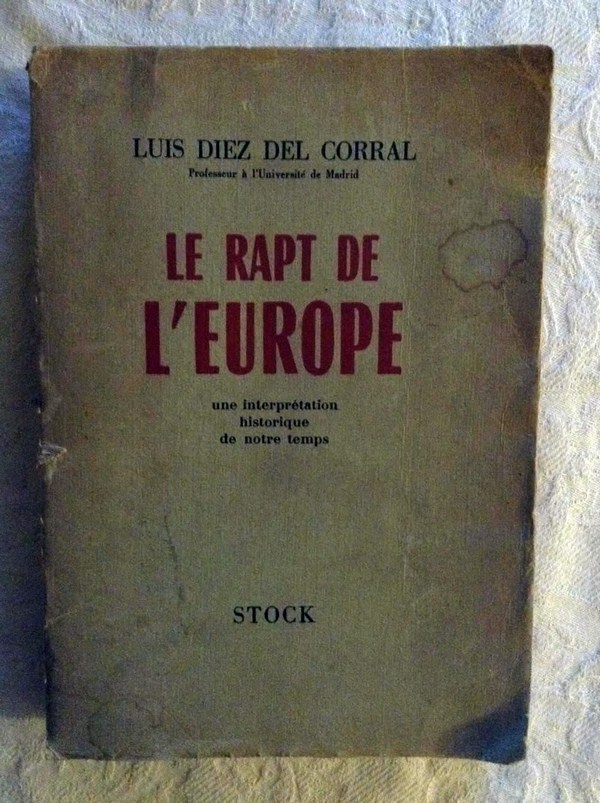 LUIS DIEZ DEL CORRAL
Professeur à l'Université de Madrid
LE RAPT DE
L'EUROPE
une interprétation
historique
de notre temps
STOCK